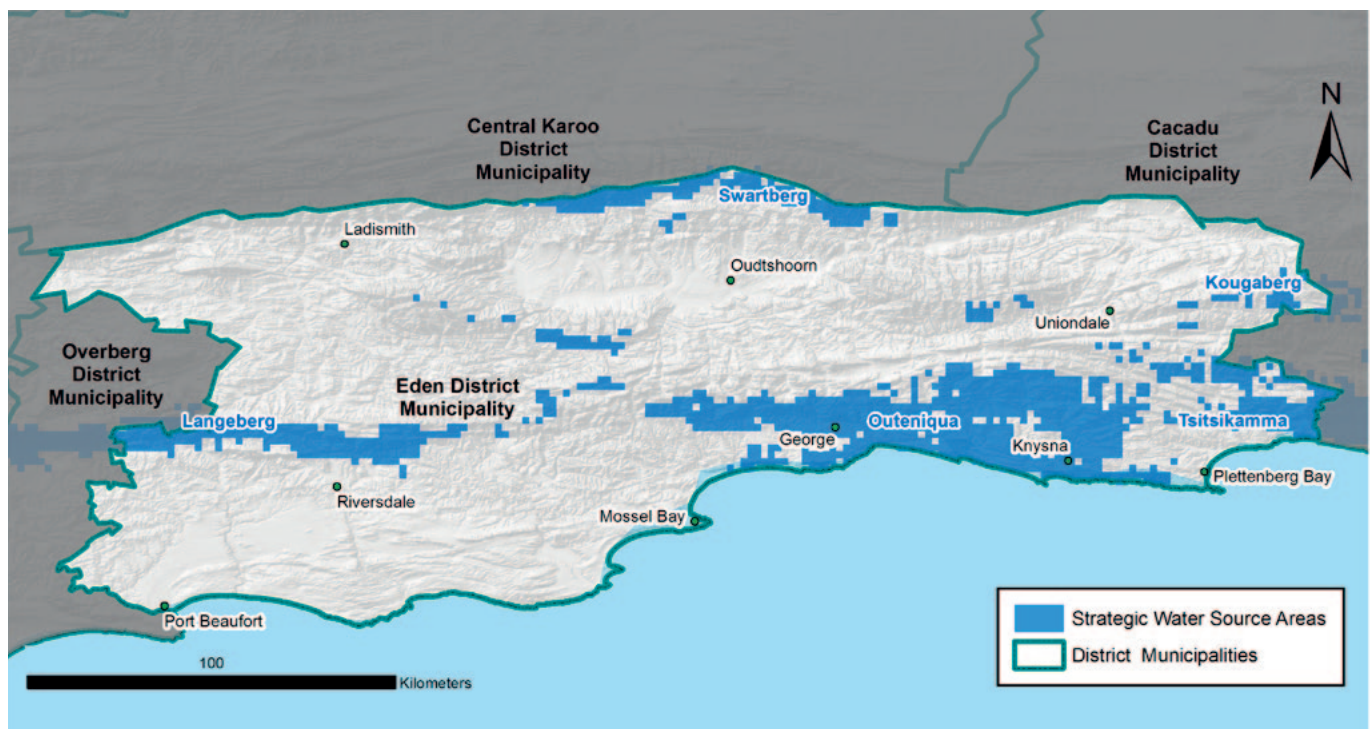 Central Karoo
District
Municipality
Cacadu
District
Municipality
N
Swartberg
Ladismith
Oudtshoorn
Kougaberg
Uniondale
Overberg
District
Municipality
Eden District
Municipality
Langeberg
Outeniqua
Tsitsikamma
George
Knysna
Plettenberg Bay
Riversdale
Mossel Bay
Port Beaufort
100
Kilometers
Strategic Water Source Areas
District Municipalities